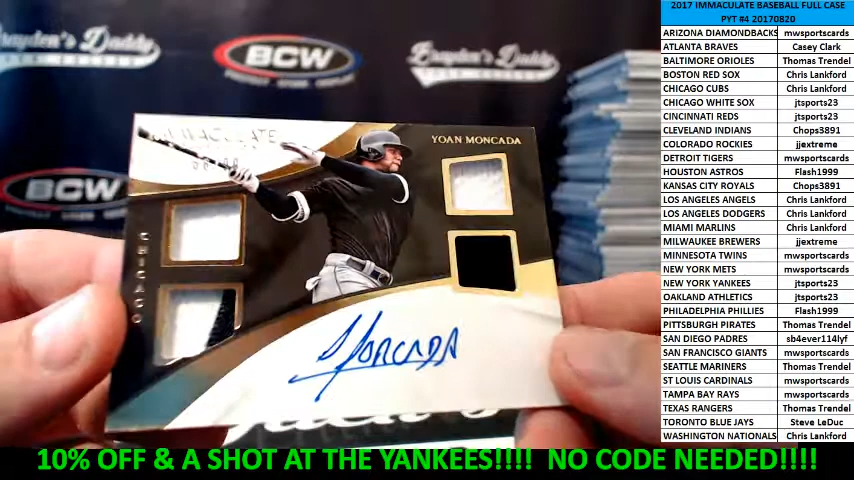 2017 IMMACULATE BASEBALL FULL CASE
PYT #4 20170820
ARIZONA DIAMONDBACKS mwsportscards
ATLANTA BRAVES Casey Clark
BALTIMORE ORIOLES Thomas Trendel
BOSTON RED SOX Chris Lankford
CHICAGO CUBS Chris Lankford
CHICAGO WHITE SOX jtsports23
CINCINNATI REDS jtsports23
CLEVELAND INDIANS Chops3891
COLORADO ROCKIES jjextreme
DETROIT TIGERS mwsportscards
HOUSTON ASTROS Flash1999
KANSAS CITY ROYALS Chops3891
LOS ANGELES ANGELS Chris Lankford
LOS ANGELES DODGERS Chris Lankford
MIAMI MARLINS Chris Lankford
MILWAUKEE BREWERS jjextreme
MINNESOTA TWINS mwsportscards
NEW YORK METS mwsportscards
NEW YORK YANKEES jtsports23
OAKLAND ATHLETICS jtsports23
PHILADELPHIA PHILLIES Flash1999
PITTSBURGH PIRATES Thomas Trendel
SAN DIEGO PADRES sb4ever114lyf
SAN FRANCISCO GIANTS mwsportscards
SEATTLE MARINERS Thomas Trendel
ST LOUIS CARDINALS mwsportscards
TAMPA BAY RAYS mwsportscards
TEXAS RANGERS Thomas Trendel
TORONTO BLUE JAYS Steve LeDuc
WASHINGTON NATIONALS Chris Lankford
Brayden's Daddy
BCW
Brayden's Daddy
BCW
IMMACULATE
YOAN MONCADA
CHICAGO
Y Moncada
10% OFF & A SHOT AT THE YANKEES!!!! NO CODE NEEDED!!!!